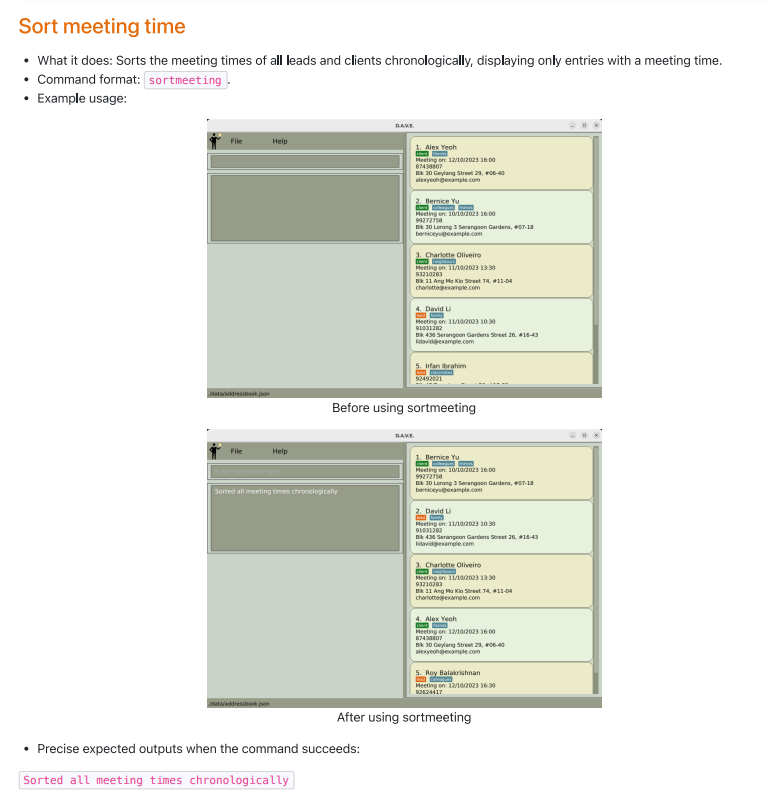 Sort meeting time
• What it does: Sorts the meeting times of all leads and clients chronologically, displaying only entries with a meeting time.
• Command format: sortmeeting.
• Example usage:
D.A.V.E.
File Help
1. Alex Yeoh
client friends
Meeting on: 12/10/2023 16:00
87438807
Blk 30 Geylang Street 29, #06-40
alexyeoh@example.com
2. Bernice Yu
client colleagues friends
Meeting on: 10/10/2023 16:00
99272758
Blk 30 Lorong 3 Serangoon Gardens, #07-18
berniceyu@example.com
3. Charlotte Oliveiro
client neighbours
Meeting on: 11/10/2023 13:30
93210283
Blk 11 Ang Mo Kio Street 74, #11-04
charlotte@example.com
4. David Li
lead family
Meeting on: 11/10/2023 10:30
91031282
Blk 436 Serangoon Gardens Street 26, #16-43
lidavid@example.com
5. Irfan Ibrahim
lead classmates
92492021
./data/addressbook.json
Before using sortmeeting
D.A.V.E.
File Help
Enter command here...
Sorted all meeting times chronologically
1. Bernice Yu
client colleagues friends
Meeting on: 10/10/2023 16:00
99272758
Blk 30 Lorong 3 Serangoon Gardens, #07-18
berniceyu@example.com
2. David Li
lead family
Meeting on: 11/10/2023 10:30
91031282
Blk 436 Serangoon Gardens Street 26, #16-43
lidavid@example.com
3. Charlotte Oliveiro
client neighbours
Meeting on: 11/10/2023 13:30
93210283
Blk 11 Ang Mo Kio Street 74, #11-04
charlotte@example.com
4. Alex Yeoh
client friends
Meeting on: 12/10/2023 16:00
87438807
Blk 30 Geylang Street 29, #06-40
alexyeoh@example.com
5. Roy Balakrishnan
lead colleagues
Meeting on: 12/10/2023 16:30
92624417
./data/addressbook.json
After using sortmeeting
• Precise expected outputs when the command succeeds:
Sorted all meeting times chronologically